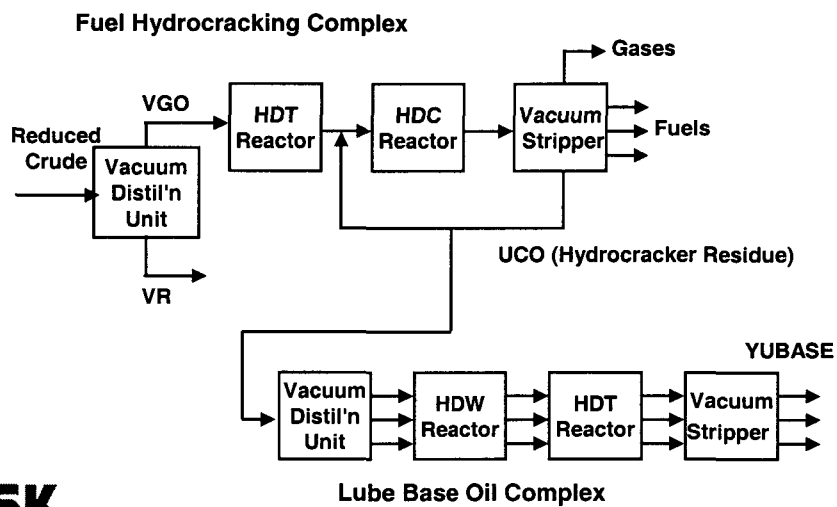 Fuel Hydrocracking Complex
Gases
VGO
HDT
Reactor
HDC
Reactor
Vacuum
Stripper
Fuels
Reduced
Crude
Vacuum
Distil'n
Unit
UCO (Hydrocracker Residue)
VR
YUBASE
Vacuum
Distil'n
Unit
HDW
Reactor
HDT
Reactor
Vacuum
Stripper
SK
Lube Base Oil Complex